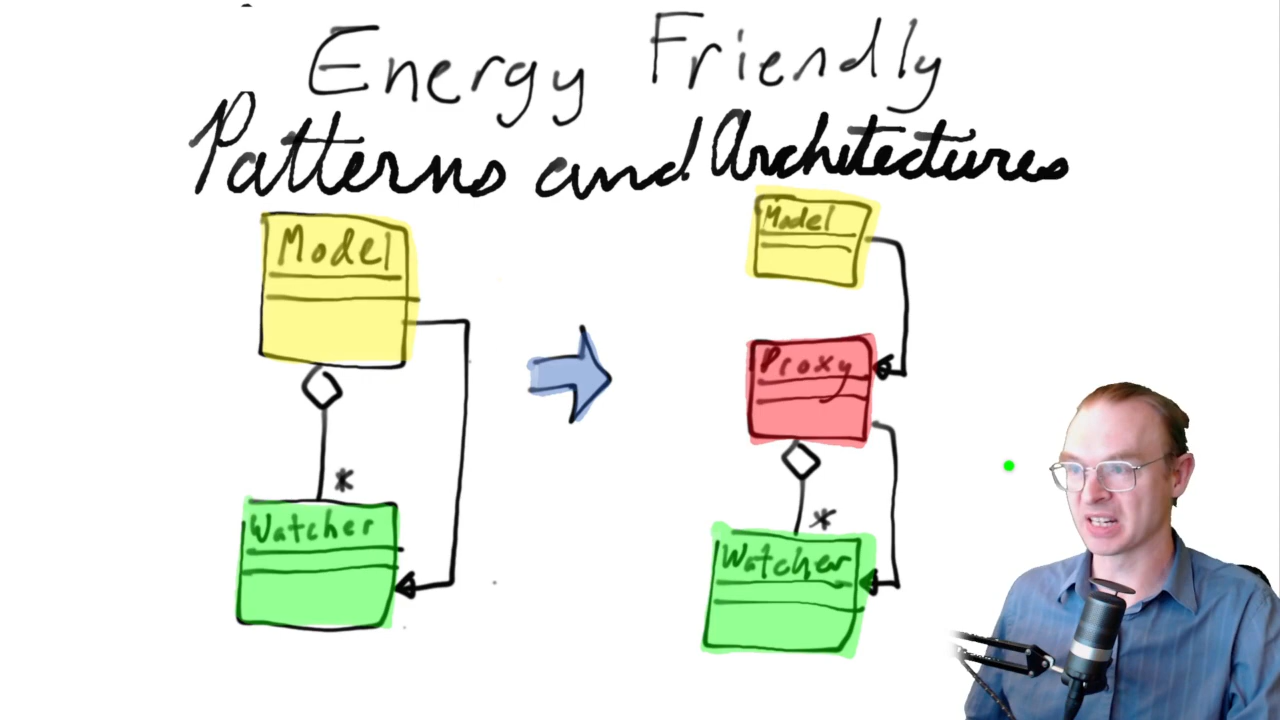 Energy Friendly
Patterns and Architectures
Model
*
Watcher
Model
Proxy
*
Watcher